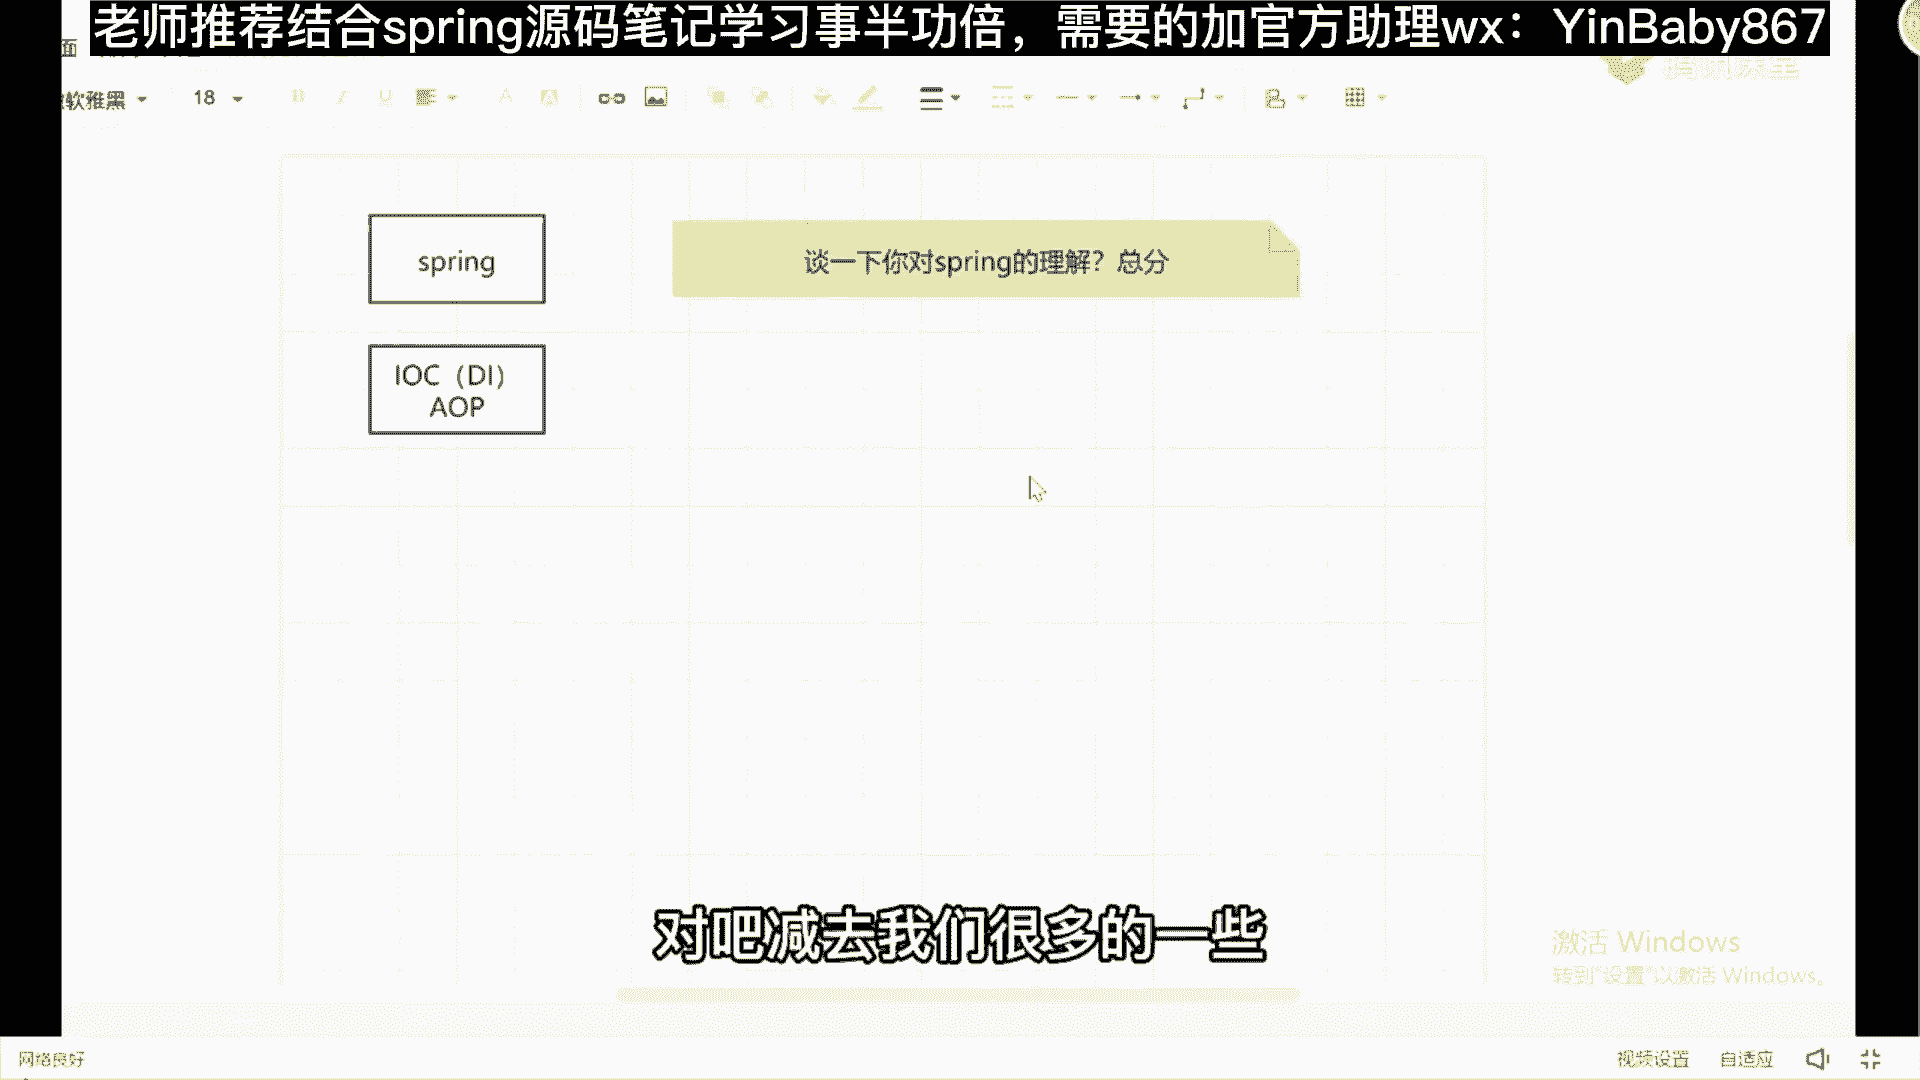 老师推荐结合spring源码笔记学习事半功倍，需要的加官方助理wx：YinBaby867
面
软雅黑
18
B I U
A A
spring
谈一下你对spring的理解？总分
IOC（DI）
AOP
对吧减去我们很多的一些
激活 Windows
转到“设置”以激活 Windows。
网络良好
视频设置
自适应